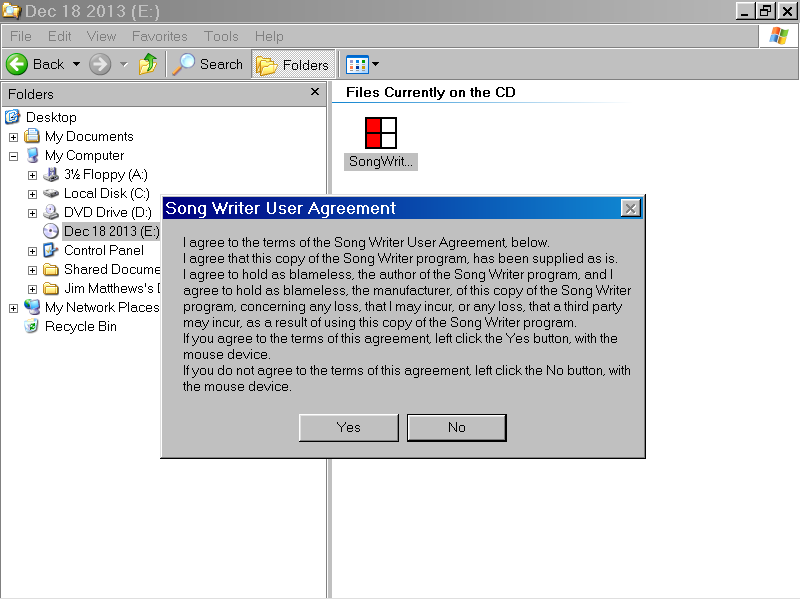 Dec 18 2013 (E:)
File Edit View Favorites Tools Help
Back Search Folders
Folders
Files Currently on the CD
Desktop
My Documents
My Computer
3½ Floppy (A:)
Local Disk (C:)
DVD Drive (D:)
Dec 18 2013 (E:)
Control Panel
Shared Docume
Jim Matthews's D
My Network Places
Recycle Bin
SongWrit...
Song Writer User Agreement
I agree to the terms of the Song Writer User Agreement, below.
I agree that this copy of the Song Writer program, has been supplied as is.
I agree to hold as blameless, the author of the Song Writer program, and I
agree to hold as blameless, the manufacturer, of this copy of the Song Writer
program, concerning any loss, that I may incur, or any loss, that a third party
may incur, as a result of using this copy of the Song Writer program.
If you agree to the terms of this agreement, left click the Yes button, with the
mouse device.
If you do not agree to the terms of this agreement, left click the No button, with
the mouse device.
Yes No